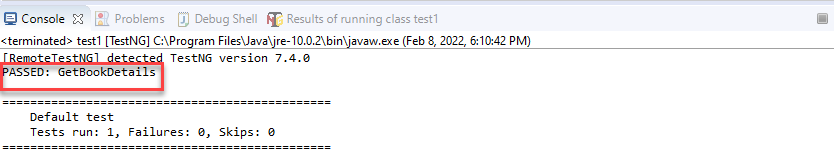 Console Problems Debug Shell Results of running class test1
<terminated> test1 [TestNG] C:\Program Files\Java\jre-10.0.2\bin\javaw.exe (Feb 8, 2022, 6:10:42 PM)
[RemoteTestNG] detected TestNG version 7.4.0
PASSED: GetBookDetails
===============================================
Default test
Tests run: 1, Failures: 0, Skips: 0
===============================================